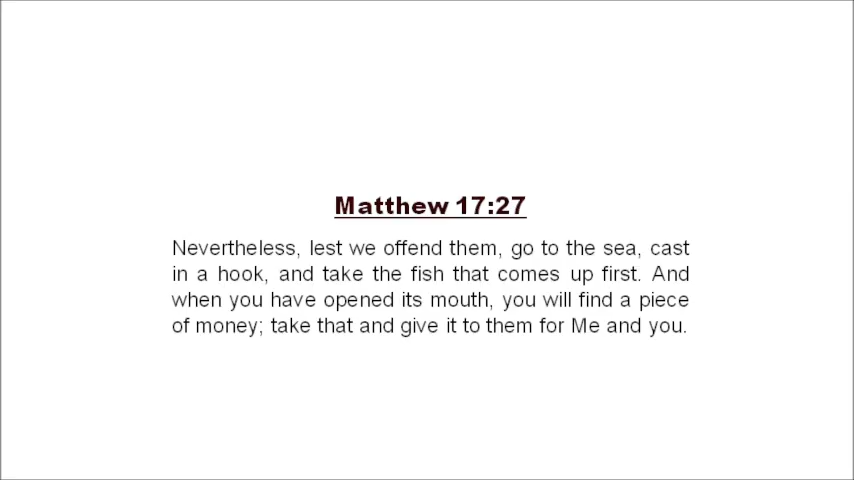 Matthew 17:27
Nevertheless, lest we offend them, go to the sea, cast
in a hook, and take the fish that comes up first. And
when you have opened its mouth, you will find a piece
of money; take that and give it to them for Me and you.